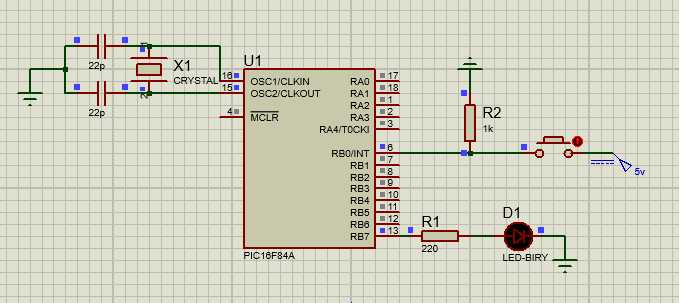 X1
CRYSTAL
1
2
22p
22p
U1
16
OSC1/CLKIN
15
OSC2/CLKOUT
4
MCLR
RA0
17
RA1
18
RA2
1
RA3
2
RA4/T0CKI
3
RB0/INT
6
RB1
7
RB2
8
RB3
9
RB4
10
RB5
11
RB6
12
RB7
13
PIC16F84A
R2
1k
5v
R1
220
D1
LED-BIRY